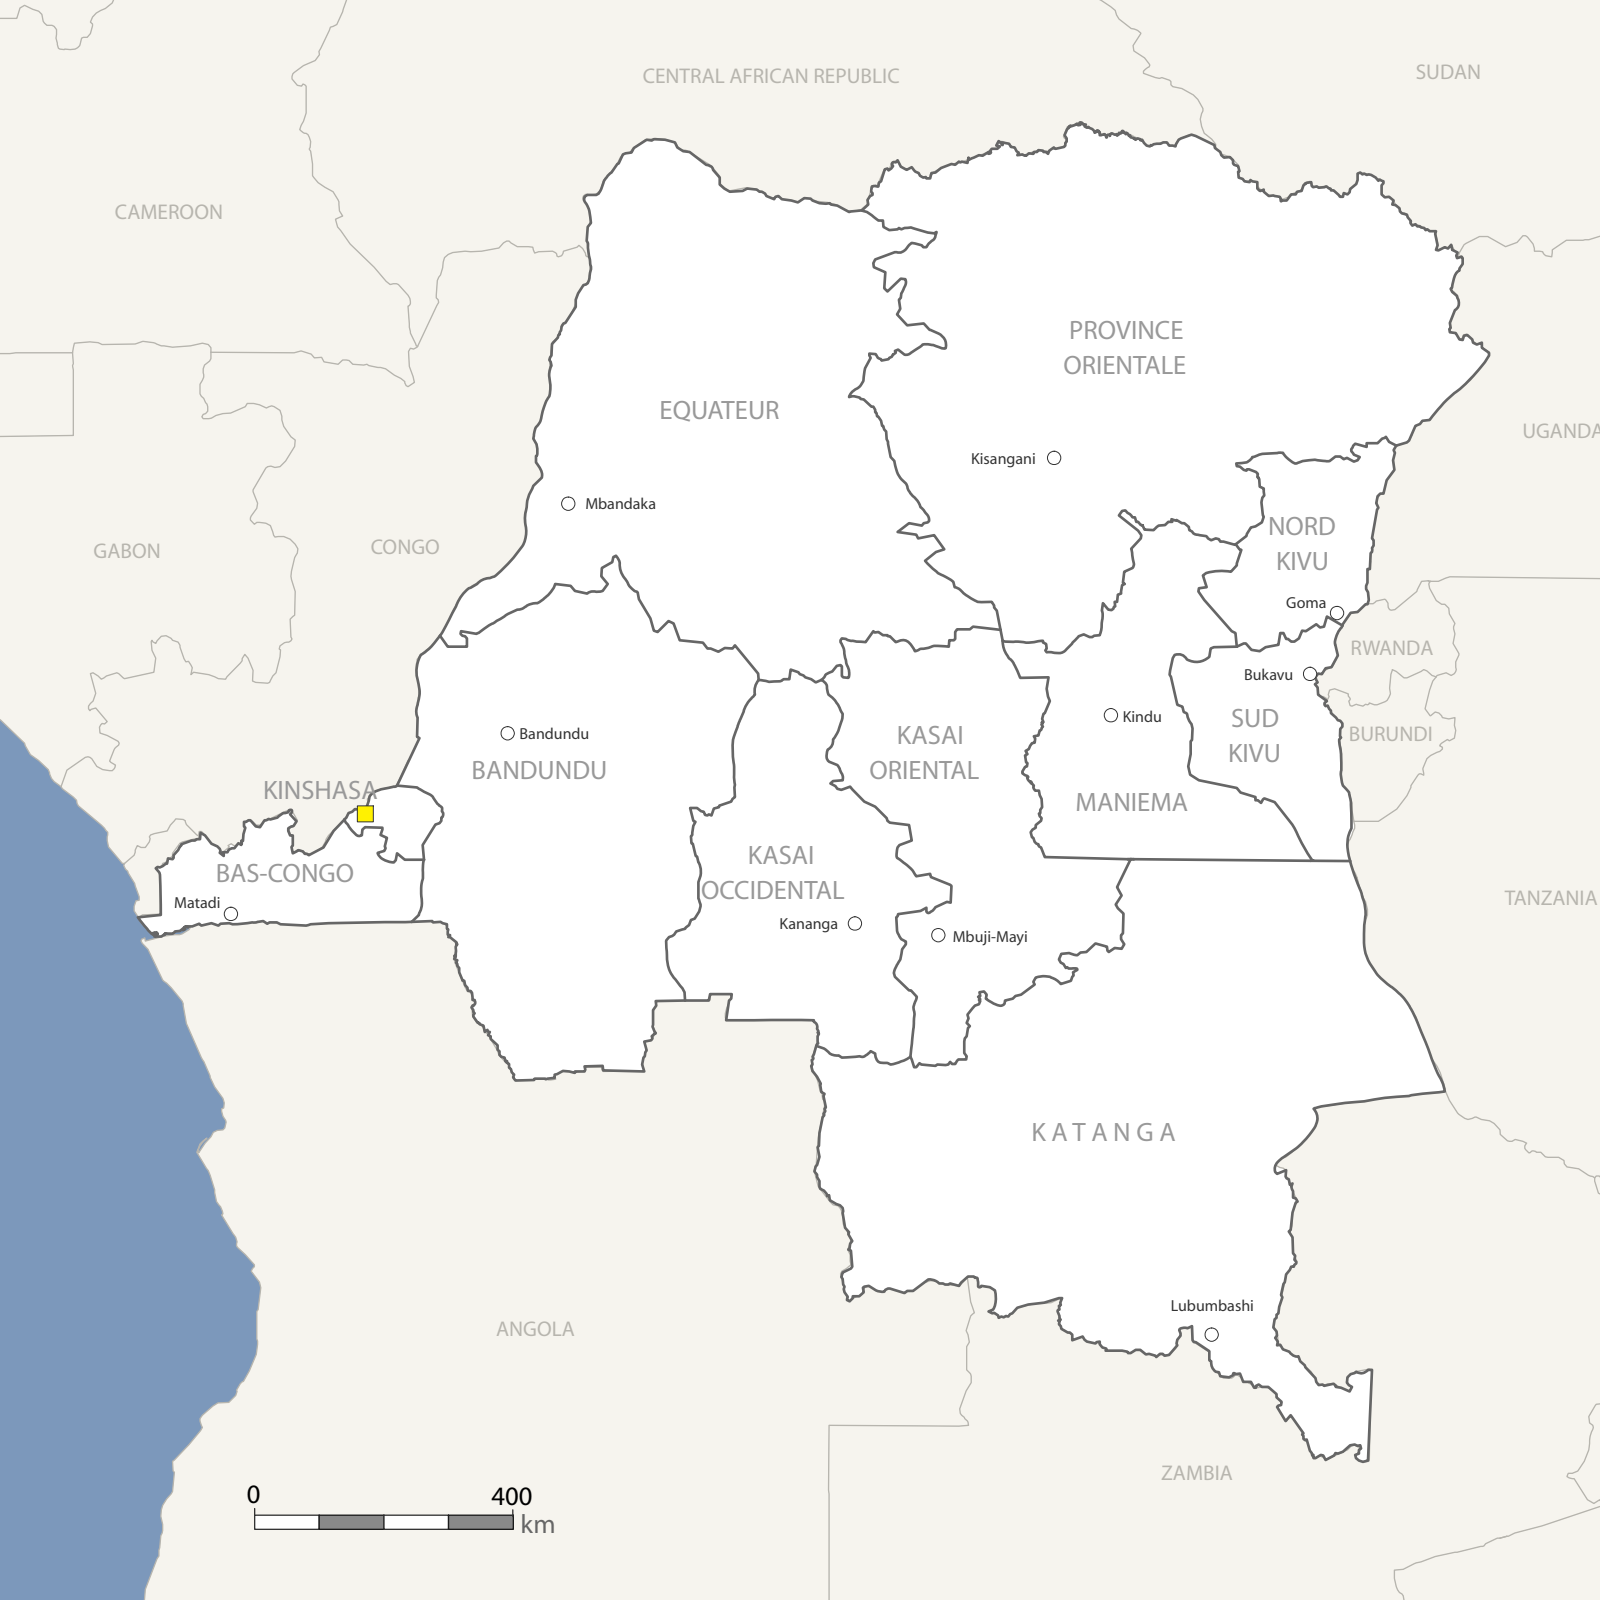 CENTRAL AFRICAN REPUBLIC
SUDAN
CAMEROON
PROVINCE
ORIENTALE
EQUATEUR
UGANDA
Kisangani
Mbandaka
NORD
KIVU
GABON
CONGO
Goma
RWANDA
Bukavu
Kindu
SUD
KIVU
BURUNDI
KASAI
ORIENTAL
Bandundu
BANDUNDU
KINSHASA
MANIEMA
KASAI
OCCIDENTAL
BAS-CONGO
Matadi
TANZANIA
Kananga
Mbuji-Mayi
KATANGA
Lubumbashi
ANGOLA
ZAMBIA
0 400
km